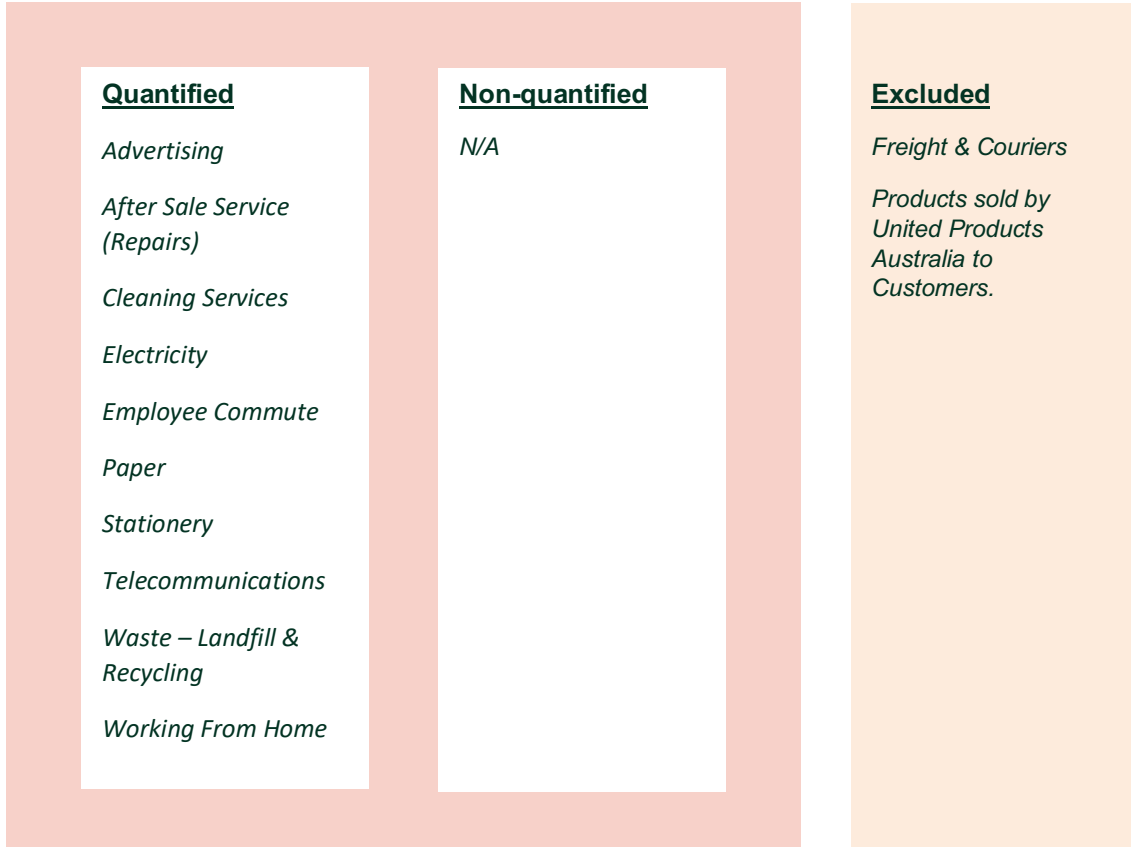 Quantified
Advertising
After Sale Service
(Repairs)
Cleaning Services
Electricity
Employee Commute
Paper
Stationery
Telecommunications
Waste – Landfill &
Recycling
Working From Home
Non-quantified
N/A
Excluded
Freight & Couriers
Products sold by
United Products
Australia to
Customers.